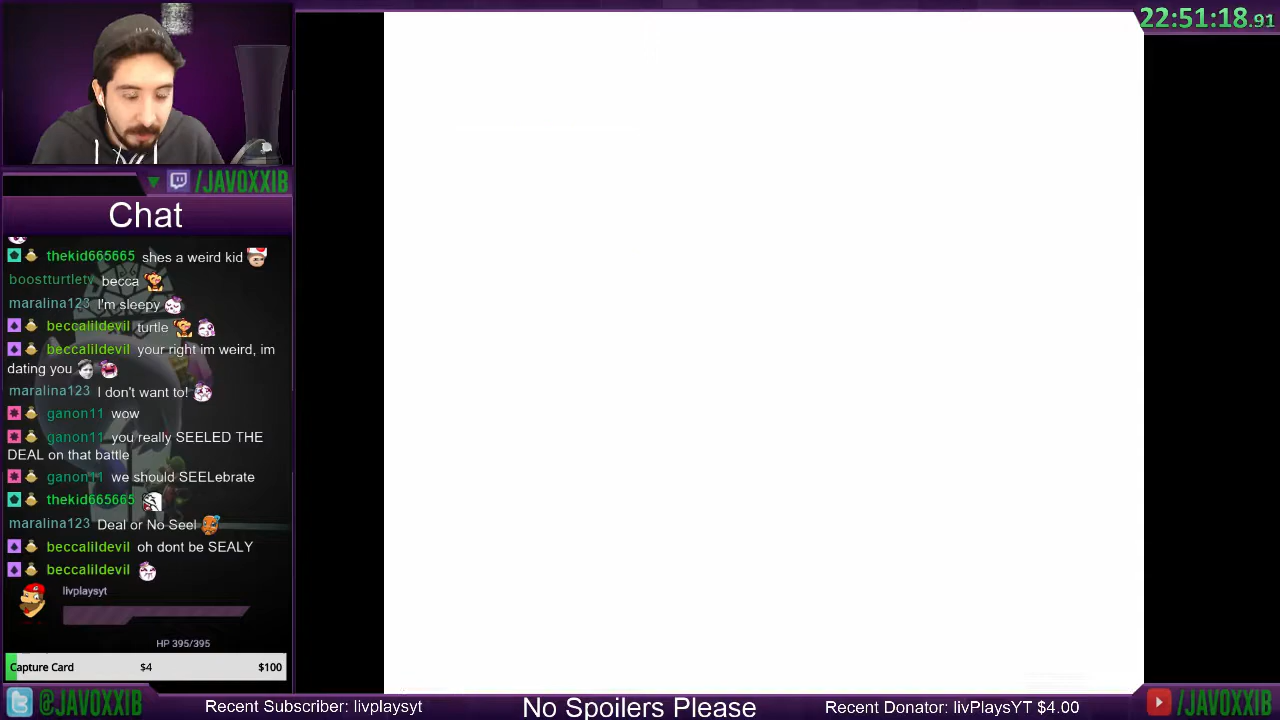 22:51:18.91
/JAVOXXIB
Chat
thekid665665 shes a weird kid
boostturtletv becca
maralina123 I'm sleepy
beccalildevil turtle
beccalildevil your right im weird, im
dating you
maralina123 I don't want to!
ganon11 wow
ganon11 you really SEELED THE
DEAL on that battle
ganon11 we should SEELebrate
thekid665665
maralina123 Deal or No Seel
beccalildevil oh dont be SEALY
beccalildevil
livplaysyt
HP 395/395
Capture Card $4 $100
@JAVOXXIB
Recent Subscriber: livplaysyt
No Spoilers Please
Recent Donator: livPlaysYT $4.00
/JAVOXXIB